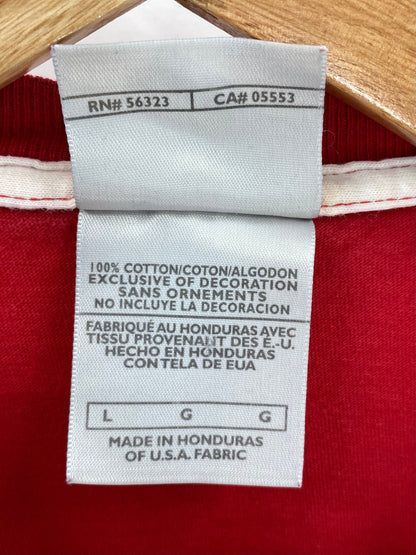 RN# 56323 CA# 05553
100% COTTON/COTON/ALGODON
EXCLUSIVE OF DECORATION
SANS ORNEMENTS
NO INCLUYE LA DECORACION
FABRIQUÉ AU HONDURAS AVEC
TISSU PROVENANT DES É.-U.
HECHO EN HONDURAS
CON TELA DE EUA
L G G
MADE IN HONDURAS
OF U.S.A. FABRIC